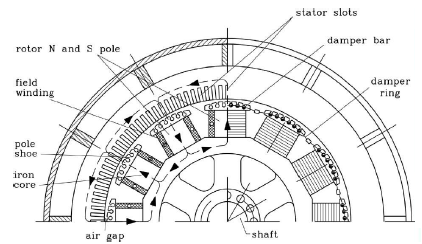 stator slots
rotor N and S pole
damper bar
field
winding
damper
ring
pole
shoe
iron
core
air gap
shaft